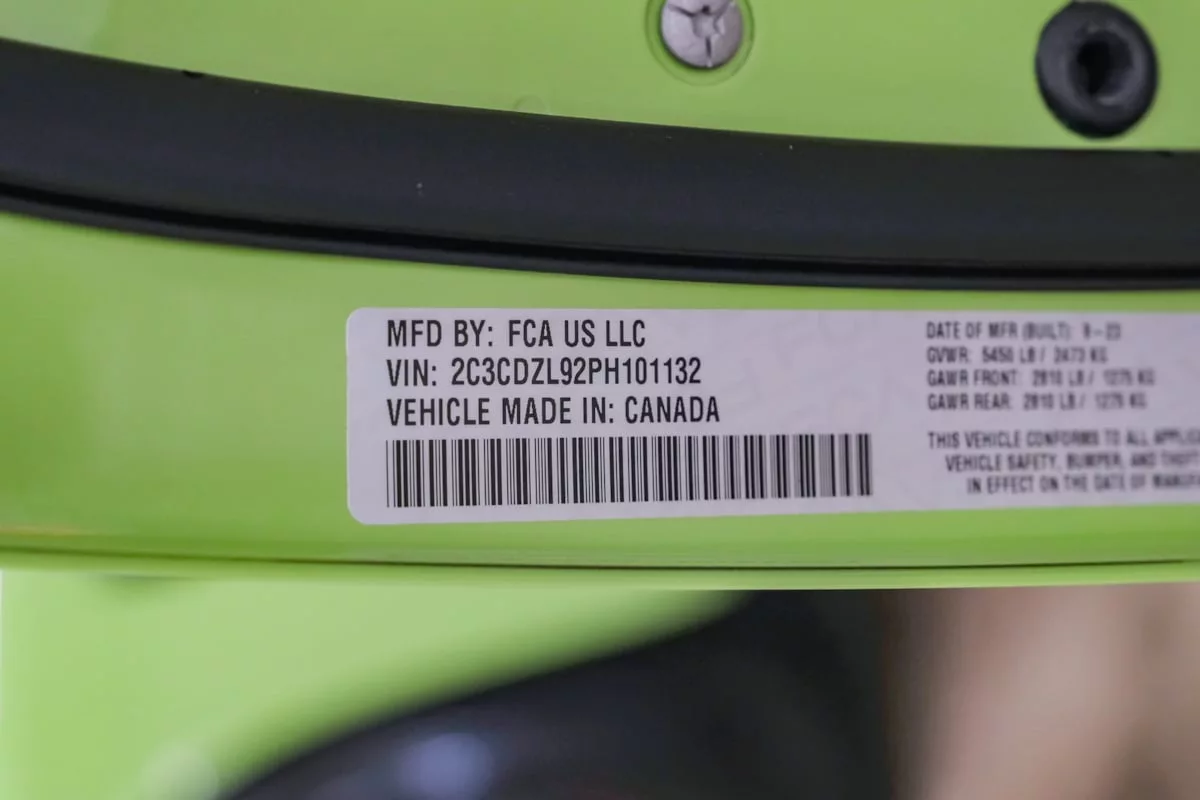 MFD BY: FCA US LLC
VIN: 2C3CDZL92PH101132
VEHICLE MADE IN: CANADA
DATE OF MFR (BUILT): 9-23
GVWR: 5450 LB / 2473 KG
GAWR FRONT: 2810 LB / 1275 KG
GAWR REAR: 2810 LB / 1275 KG
THIS VEHICLE CONFORMS TO ALL
VEHICLE SAFETY, BUMPER, AND THEFT
IN EFFECT ON THE DATE OF